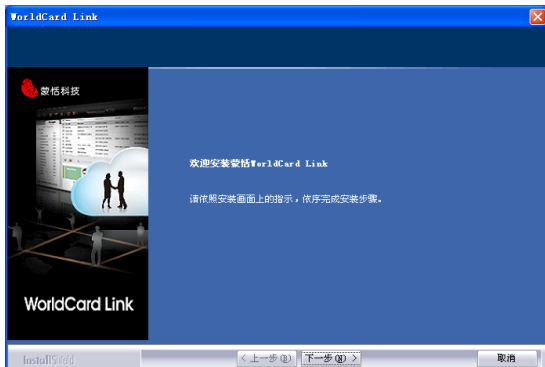 WorldCard Link
蒙恬科技
欢迎安装蒙恬WorldCard Link
请依照安装画面上的指示，依序完成安装步骤。
WorldCard Link
InstallShield
< 上一步(B) 下一步(N) > 取消